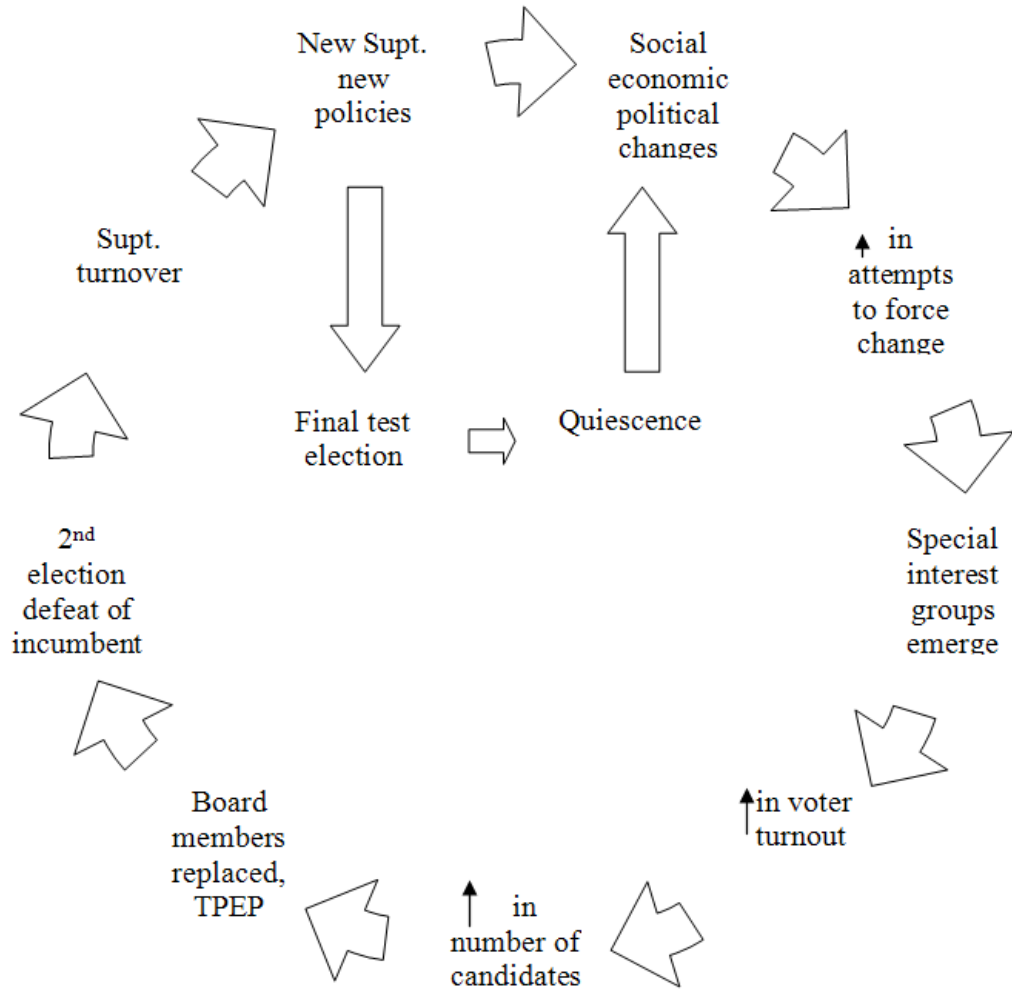 New Supt.
new
policies
Social
economic
political
changes
in
attempts
to force
change
Special
interest
groups
emerge
in voter
turnout
in
number of
candidates
Board
members
replaced,
TPEP
2nd
election
defeat of
incumbent
Supt.
turnover
Final test
election
Quiescence